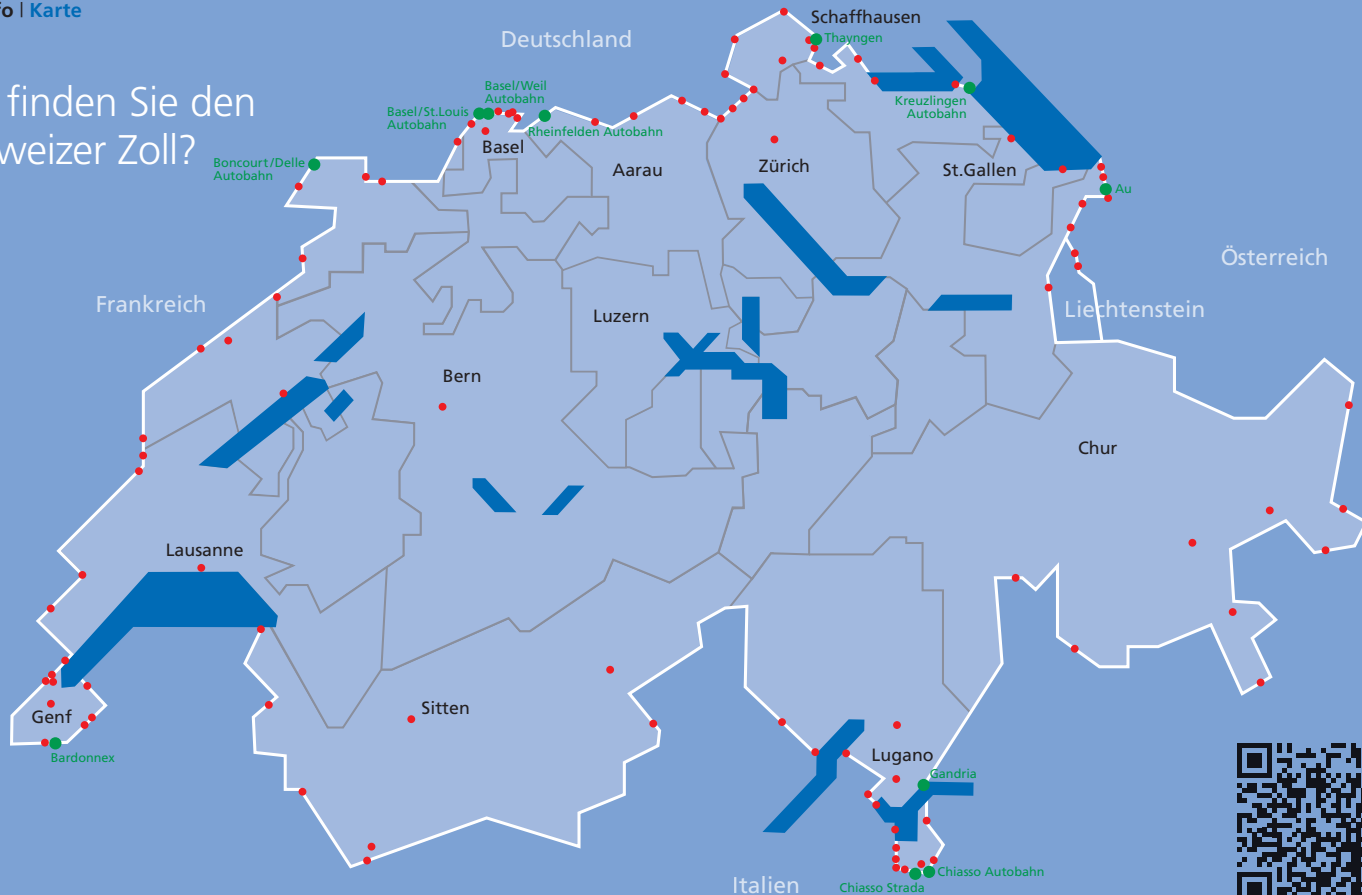 fo | Karte
finden Sie den
weizer Zoll?
Deutschland
Schaffhausen
Thayngen
Basel/Weil
Autobahn
Basel/St.Louis
Autobahn
Rheinfelden Autobahn
Kreuzlingen
Autobahn
Basel
Boncourt/Delle
Autobahn
Aarau
Zürich
St.Gallen
Au
Österreich
Frankreich
Liechtenstein
Luzern
Bern
Chur
Lausanne
Sitten
Genf
Bardonnex
Lugano
Gandria
Chiasso Autobahn
Chiasso Strada
Italien